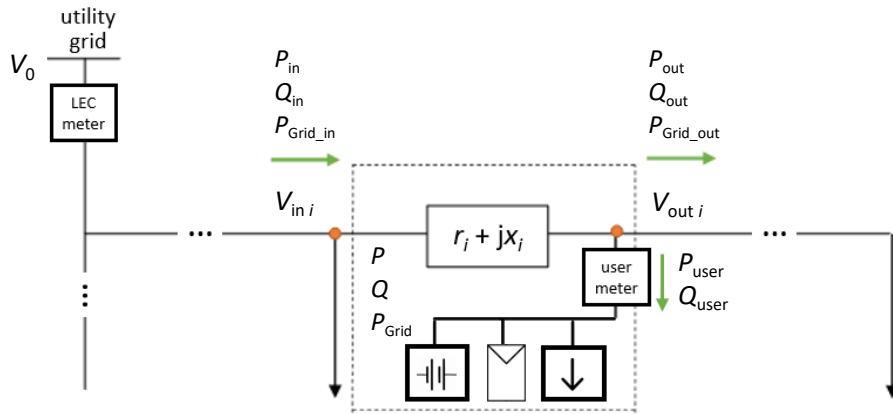 utility
grid
V0
LEC
meter
Pin
Qin
PGrid_in
Pout
Qout
PGrid_out
Vin i
ri + jxi
Vout i
...
...
...
...
P
Q
PGrid
user
meter
Puser
Quser